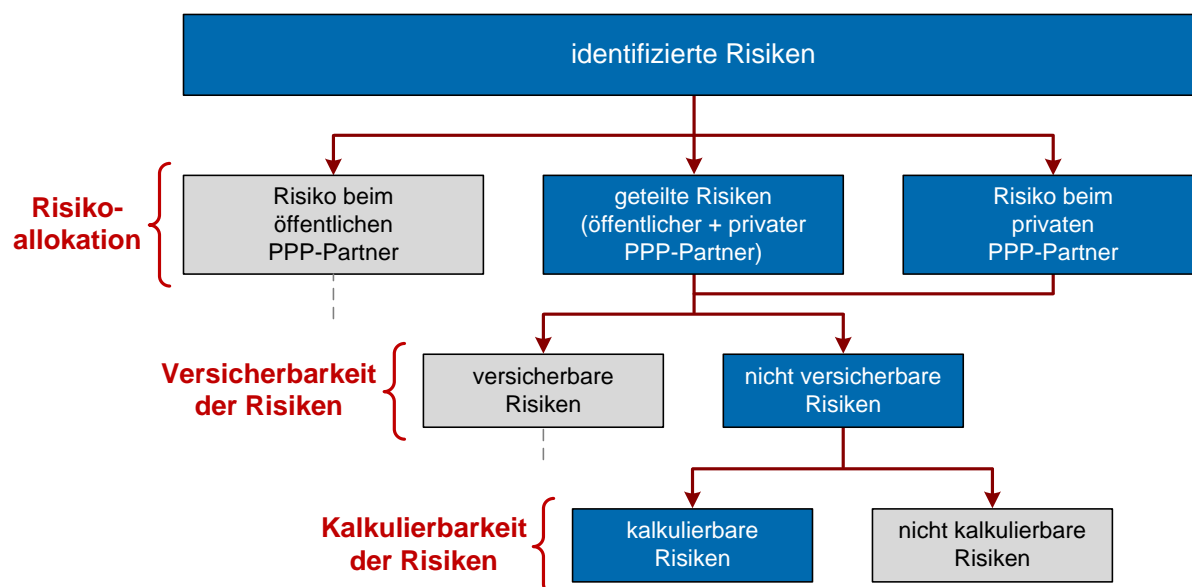 identifizierte Risiken
Risiko-
allokation
Risiko beim
öffentlichen
PPP-Partner
geteilte Risiken
(öffentlicher + privater
PPP-Partner)
Risiko beim
privaten
PPP-Partner
Versicherbarkeit
der Risiken
versicherbare
Risiken
nicht versicherbare
Risiken
Kalkulierbarkeit
der Risiken
kalkulierbare
Risiken
nicht kalkulierbare
Risiken